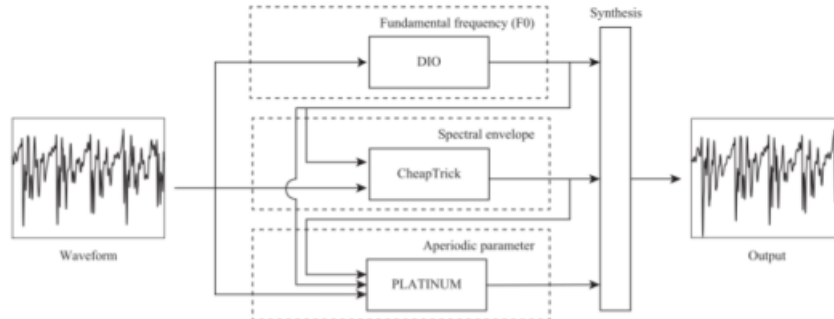 Synthesis
Fundamental frequency (F0)
DIO
Spectral envelope
CheapTrick
Waveform
Aperiodic parameter
PLATINUM
Output